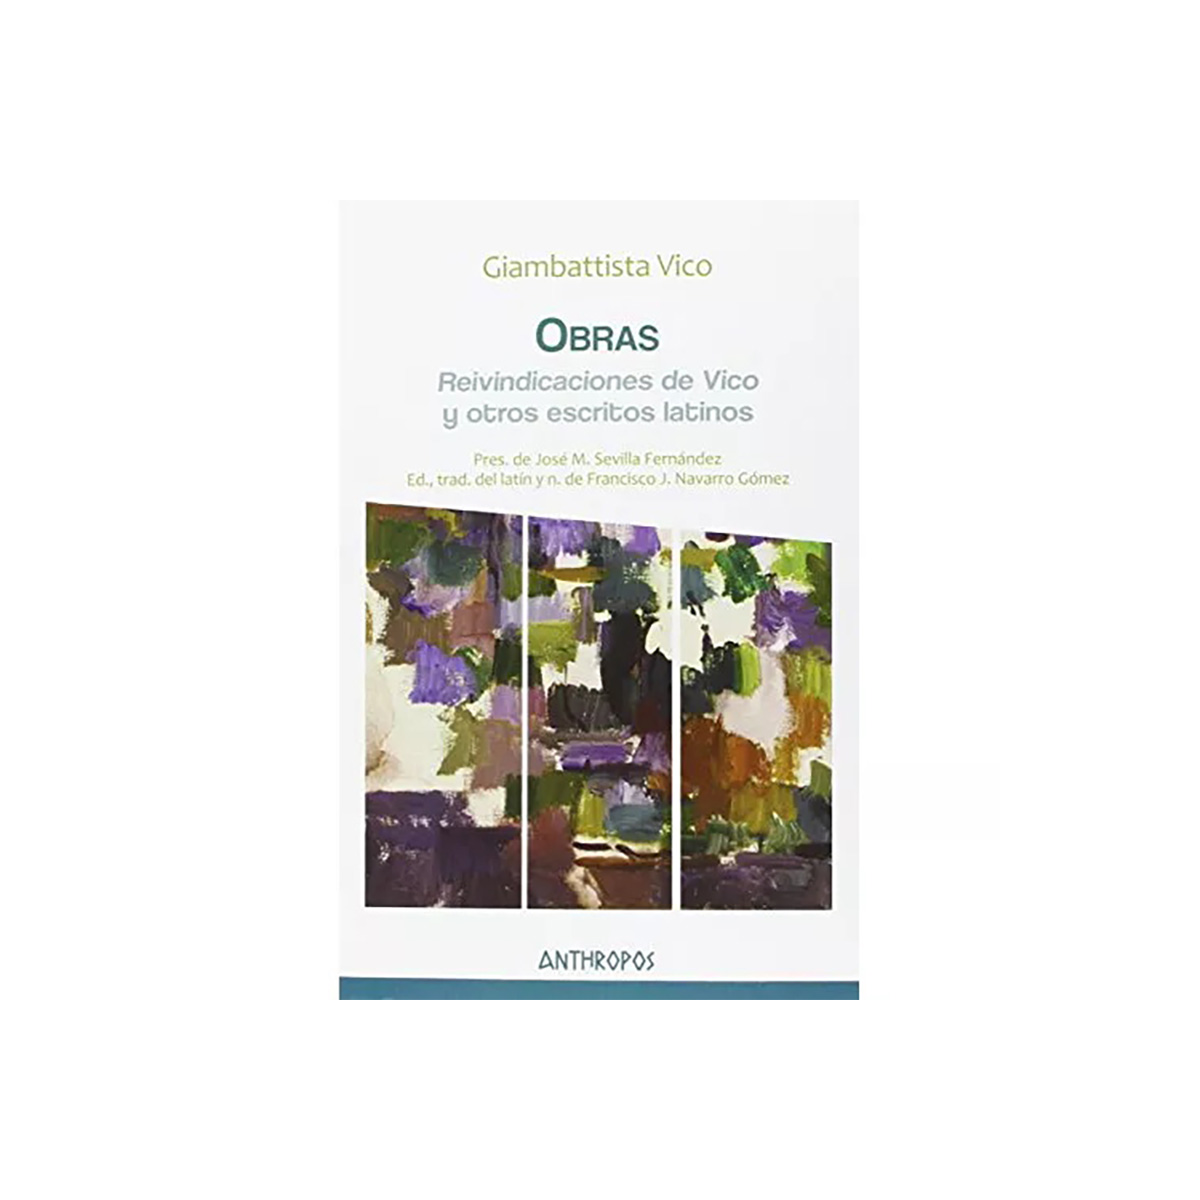 Giambattista Vico
OBRAS
Reivindicaciones de Vico
y otros escritos latinos
Pres. de José M. Sevilla Fernández
Ed., trad. del latín y n. de Francisco J. Navarro Gómez
ANTHROPOS